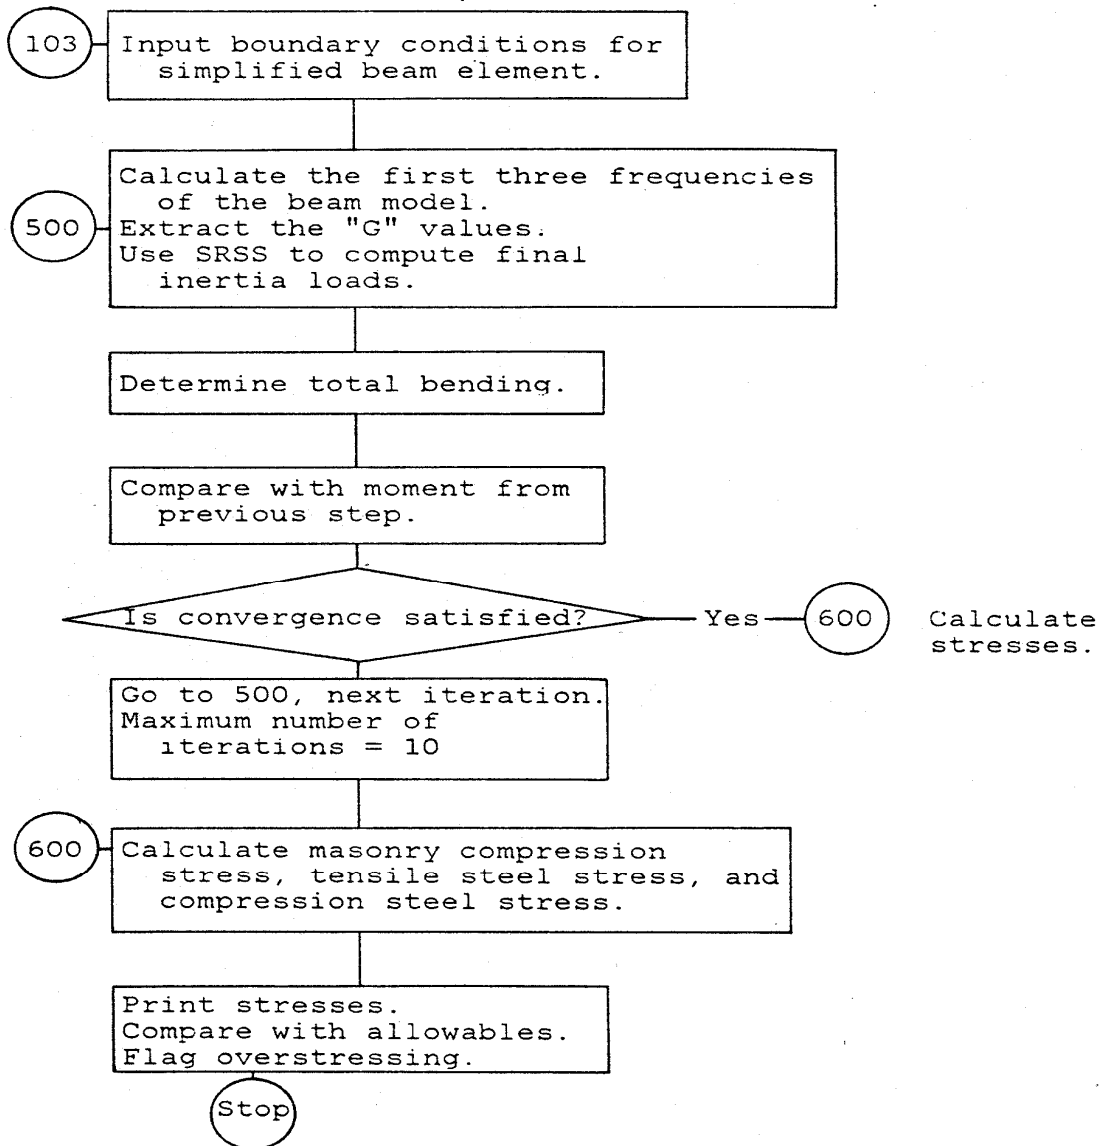 103
Input boundary conditions for
simplified beam element.
500
Calculate the first three frequencies
of the beam model.
Extract the "G" values.
Use SRSS to compute final
inertia loads.
Determine total bending.
Compare with moment from
previous step.
Is convergence satisfied?
Yes
600
Calculate
stresses.
Go to 500, next iteration.
Maximum number of
iterations = 10
600
Calculate masonry compression
stress, tensile steel stress, and
compression steel stress.
Print stresses.
Compare with allowables.
Flag overstressing.
Stop